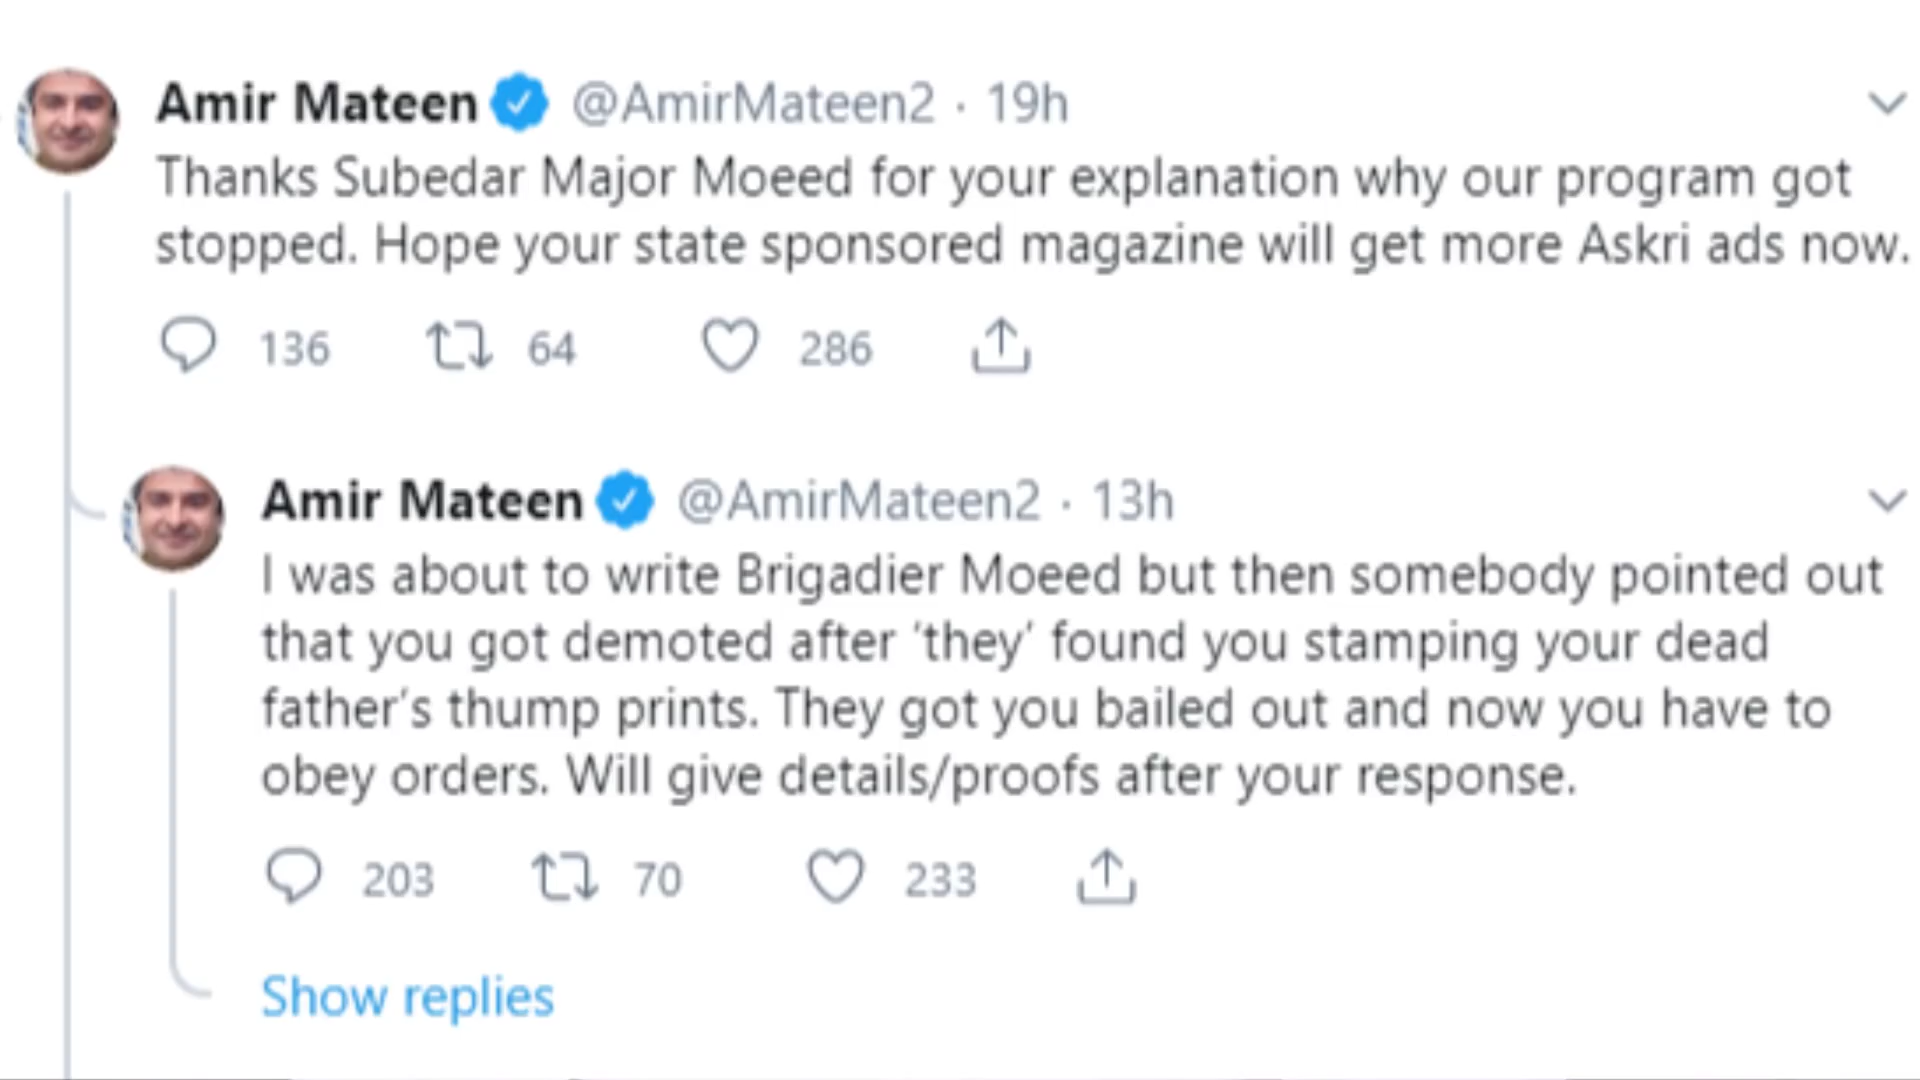 Amir Mateen @AmirMateen2 · 19h
Thanks Subedar Major Moeed for your explanation why our program got
stopped. Hope your state sponsored magazine will get more Askri ads now.
136 64 286
Amir Mateen @AmirMateen2 · 13h
I was about to write Brigadier Moeed but then somebody pointed out
that you got demoted after ‘they’ found you stamping your dead
father’s thump prints. They got you bailed out and now you have to
obey orders. Will give details/proofs after your response.
203 70 233
Show replies